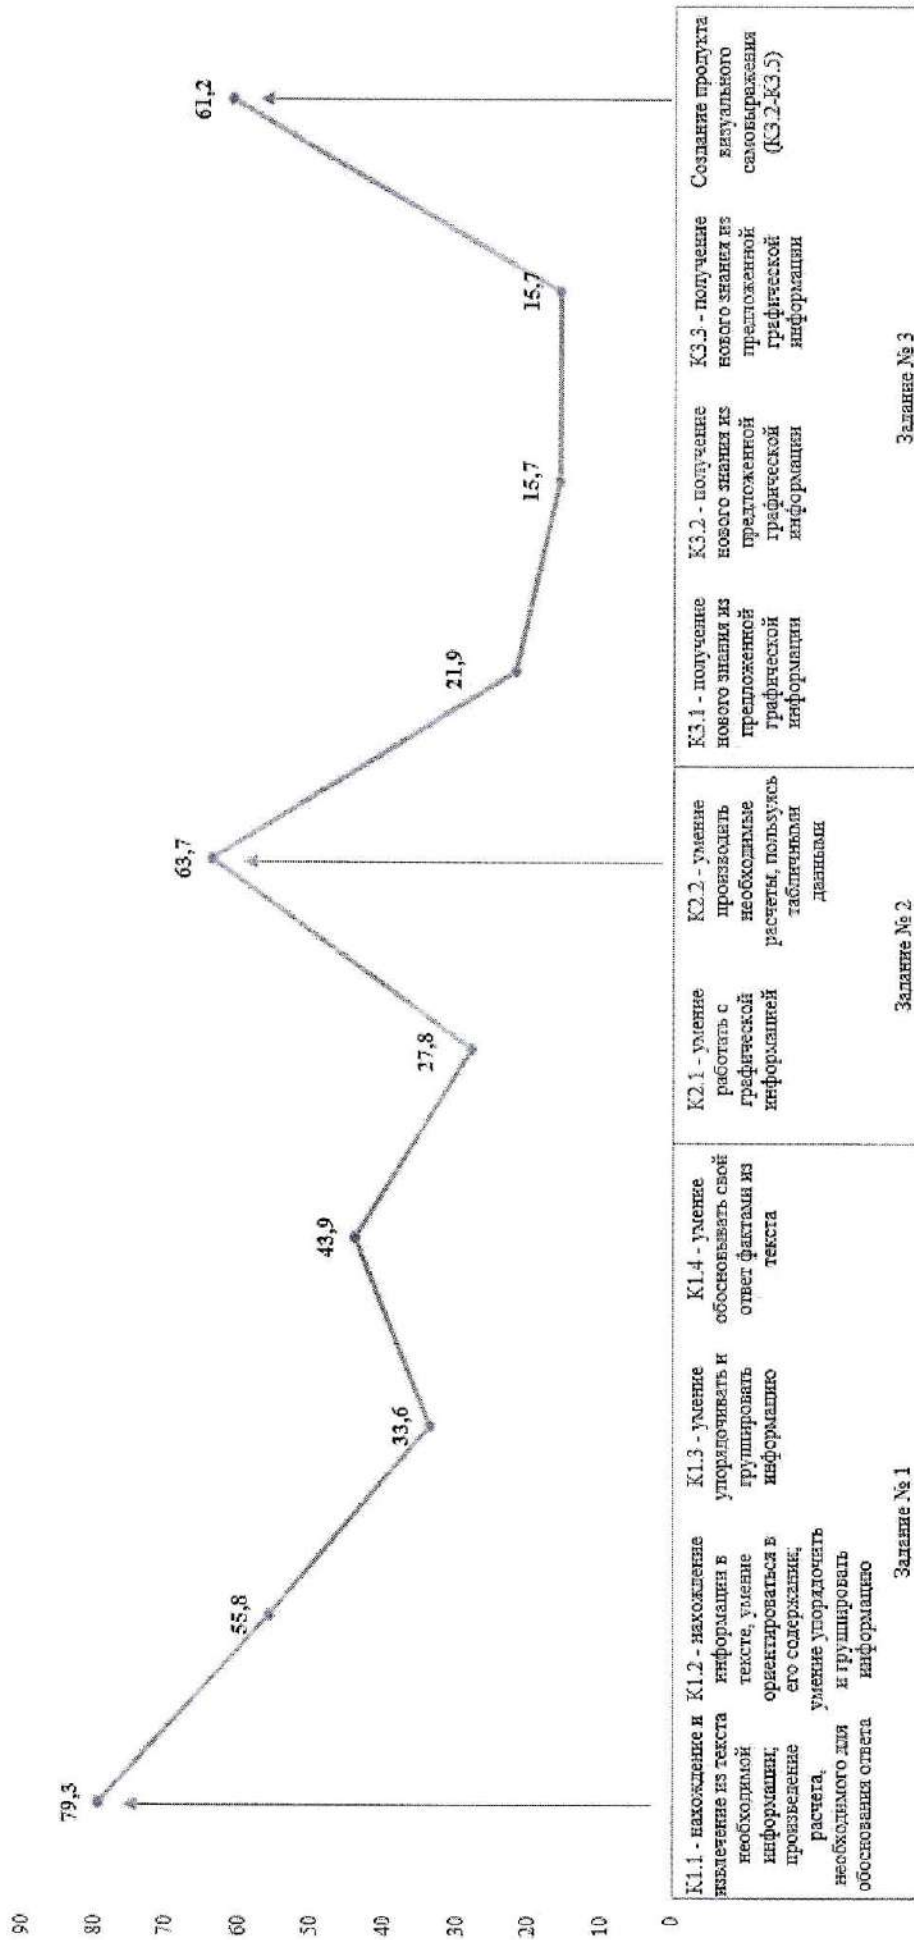 90
80
70
60
50
40
30
20
10
0
79,3
55,8
33,6
43,9
27,8
63,7
21,9
15,7
15,7
61,2
К1.1 - нахождение и
извлечение из текста
необходимой
информации;
произведение
расчета,
необходимого для
обоснования ответа
К1.2 - нахождение
информации в
тексте, умение
ориентироваться в
его содержании;
умение упорядочить
и группировать
информацию
К1.3 - умение
упорядочивать и
группировать
информацию
К1.4 - умение
обосновывать свой
ответ фактами из
текста
К2.1 - умение
работать с
графической
информацией
К2.2 - умение
производить
необходимые
расчеты, пользуясь
табличными
данными
К3.1 - получение
нового знания из
предложенной
графической
информации
К3.2 - получение
нового знания из
предложенной
графической
информации
К3.3 - получение
нового знания из
предложенной
графической
информации
Создание продукта
визуального
самовыражения
(К3.2-К3.5)
Задание № 1
Задание № 2
Задание № 3